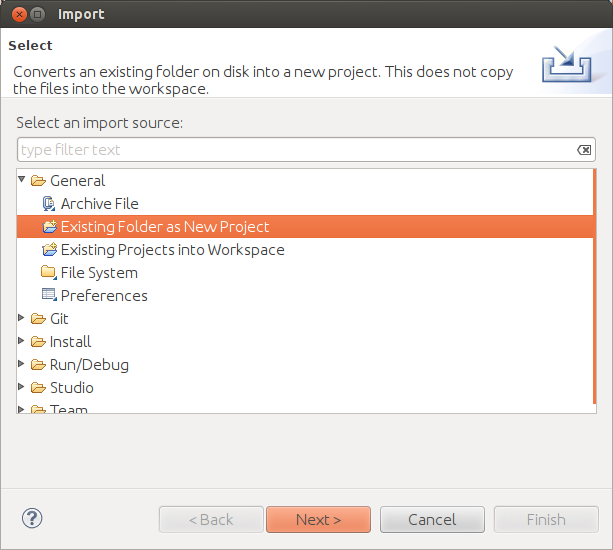 Import
Select
Converts an existing folder on disk into a new project. This does not copy
the files into the workspace.
Select an import source:
type filter text
General
Archive File
Existing Folder as New Project
Existing Projects into Workspace
File System
Preferences
Git
Install
Run/Debug
Studio
Team
?
< Back
Next >
Cancel
Finish